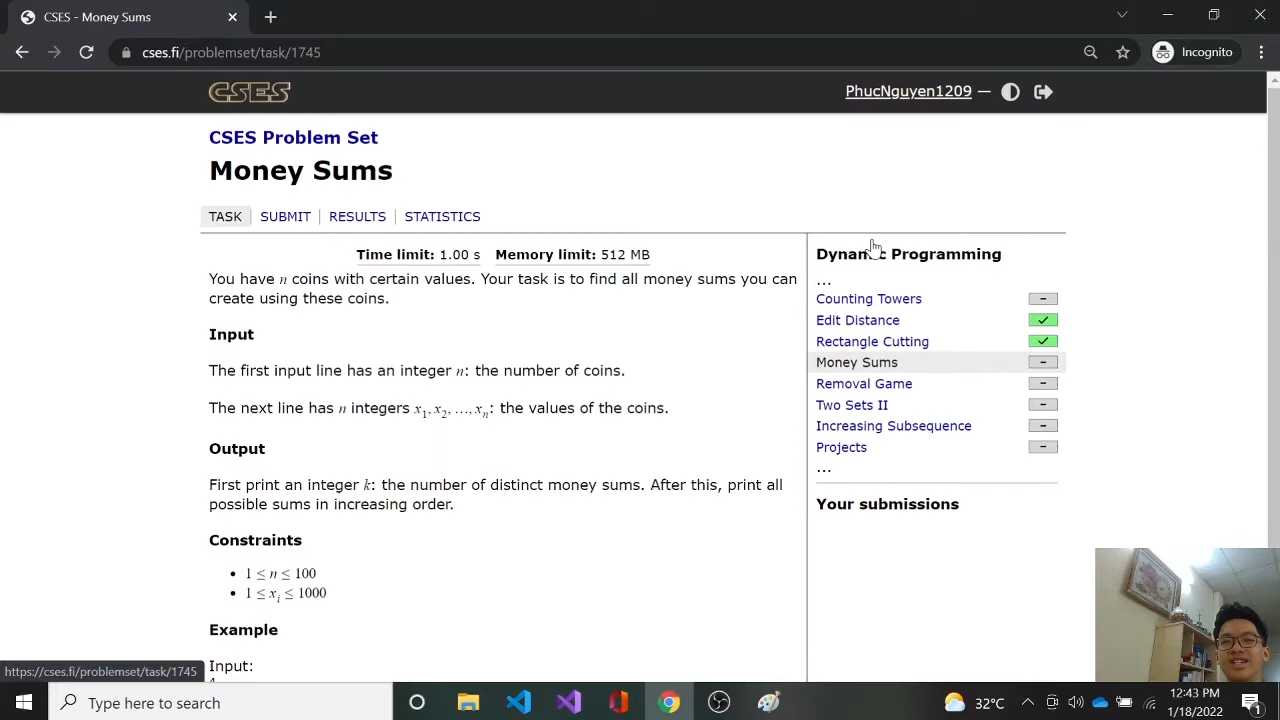 CSES - Money Sums
cses.fi/problemset/task/1745
Incognito
CSES
PhucNguyen1209 —
CSES Problem Set
Money Sums
TASK | SUBMIT | RESULTS | STATISTICS
Time limit: 1.00 s Memory limit: 512 MB
You have n coins with certain values. Your task is to find all money sums you can
create using these coins.
Input
The first input line has an integer n: the number of coins.
The next line has n integers x1, x2, …, xn: the values of the coins.
Output
First print an integer k: the number of distinct money sums. After this, print all
possible sums in increasing order.
Constraints
• 1 ≤ n ≤ 100
• 1 ≤ xi ≤ 1000
Example
Input:
Dynamic Programming
...
Counting Towers –
Edit Distance ✓
Rectangle Cutting ✓
Money Sums –
Removal Game –
Two Sets II –
Increasing Subsequence –
Projects –
...
Your submissions
https://cses.fi/problemset/task/1745
Type here to search
32°C
12:43 PM
1/18/2022
1